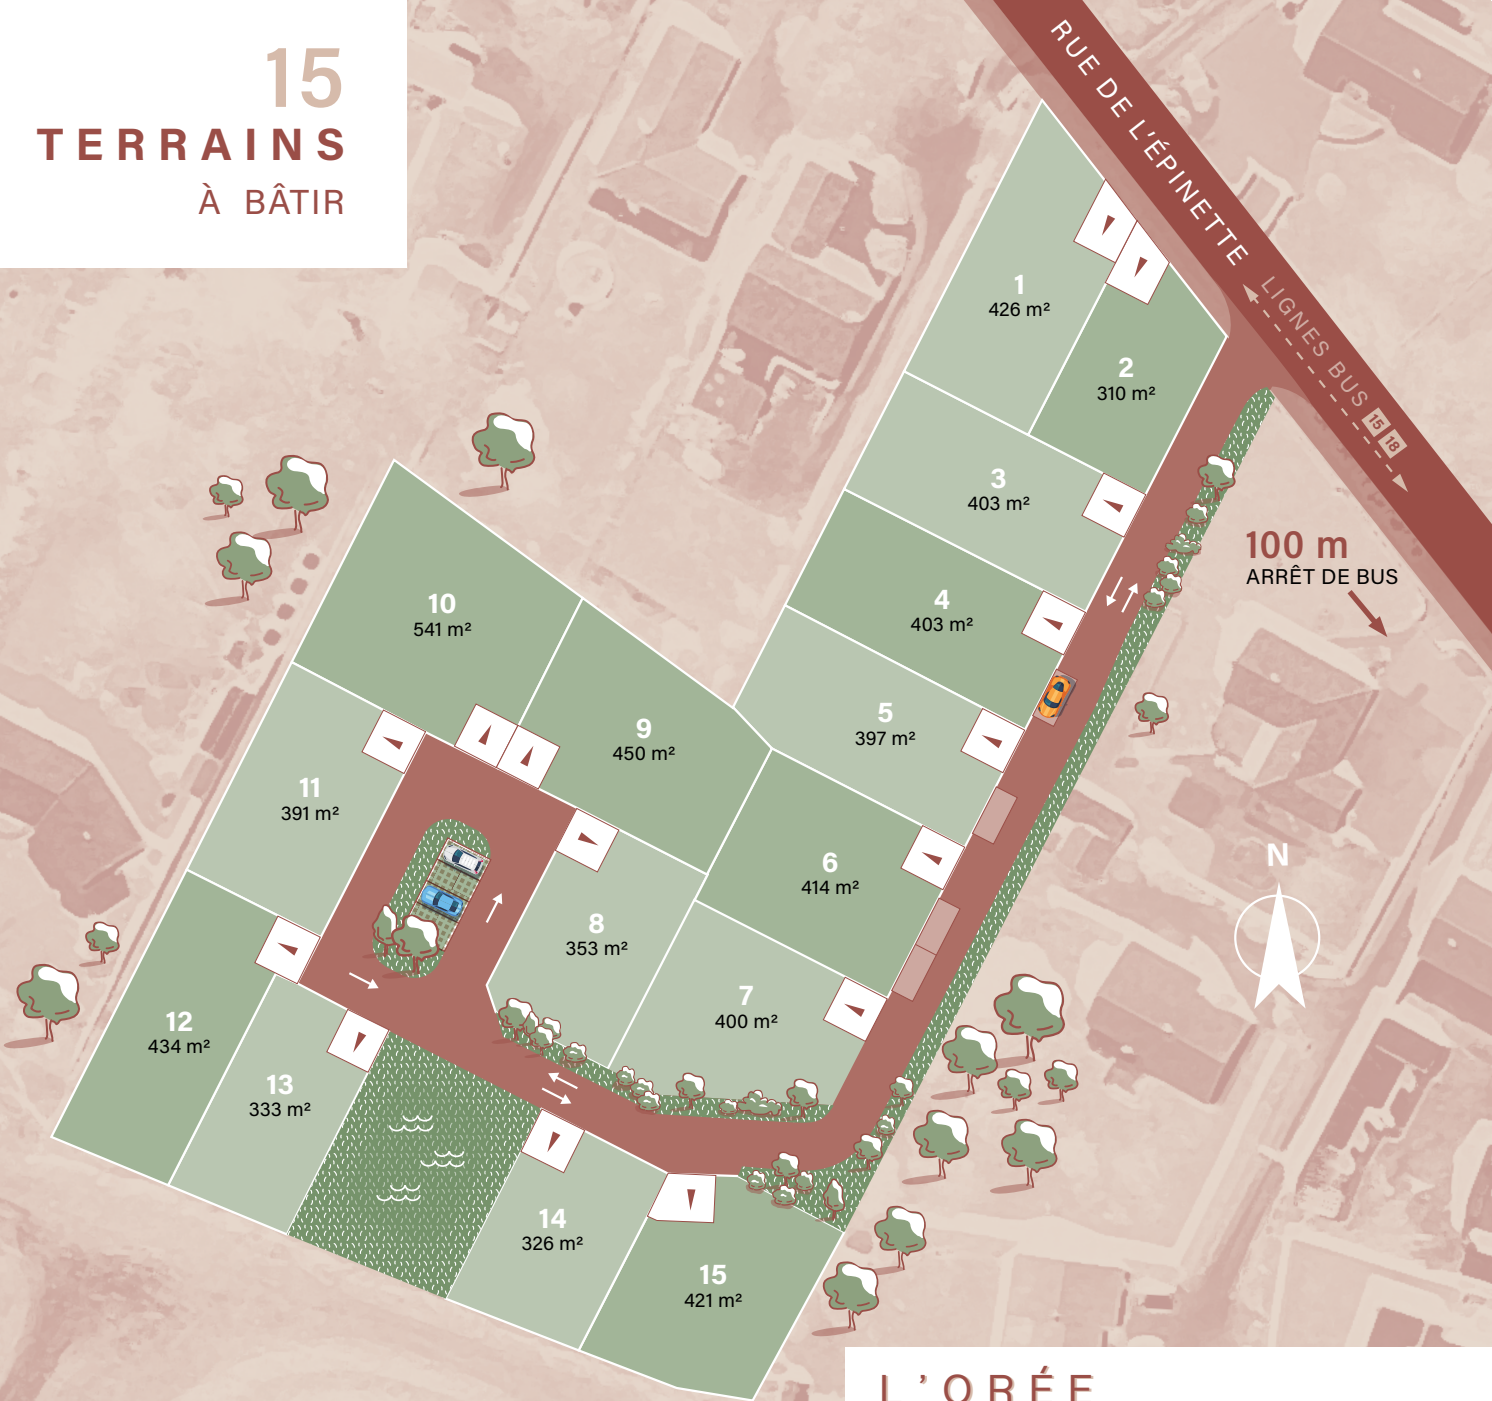 15
TERRAINS
À BÂTIR
RUE DE L'ÉPINETTE
LIGNES BUS 15 18
1
426 m²
2
310 m²
3
403 m²
100 m
ARRÊT DE BUS
4
403 m²
10
541 m²
5
397 m²
9
450 m²
11
391 m²
6
414 m²
N
8
353 m²
7
400 m²
12
434 m²
13
333 m²
14
326 m²
15
421 m²
L'ORÉE